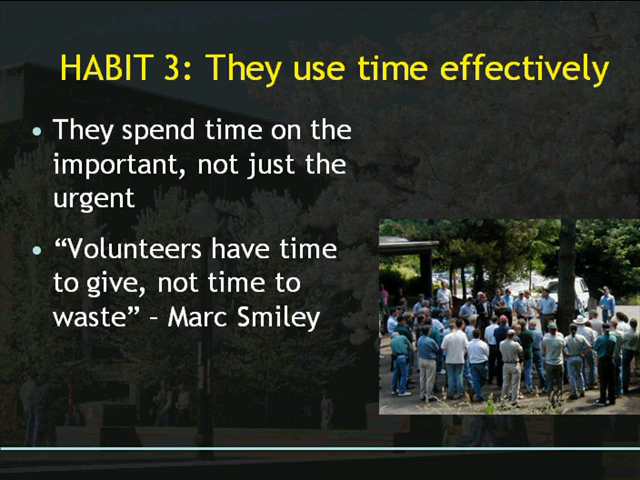 HABIT 3: They use time effectively
• They spend time on the
important, not just the
urgent
• “Volunteers have time
to give, not time to
waste” – Marc Smiley